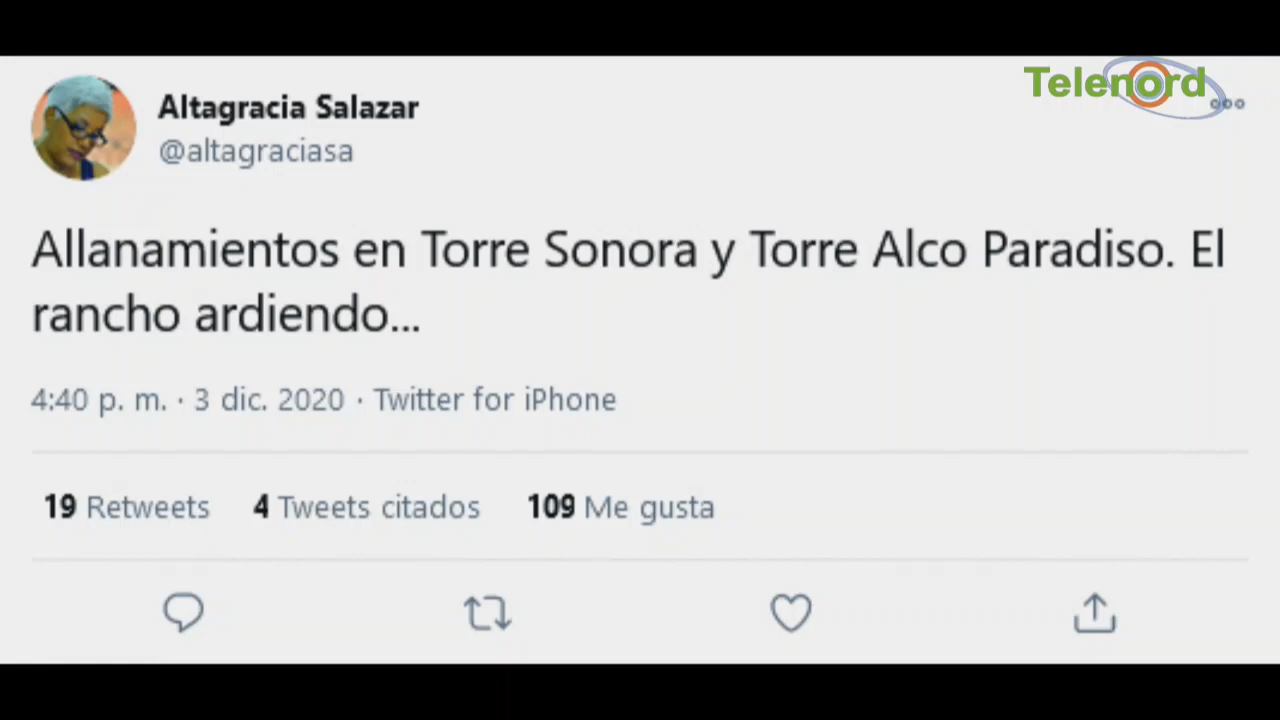 Telenord
Altagracia Salazar
@altagraciasa
Allanamientos en Torre Sonora y Torre Alco Paradiso. El
rancho ardiendo...
4:40 p. m. · 3 dic. 2020 · Twitter for iPhone
19 Retweets 4 Tweets citados 109 Me gusta